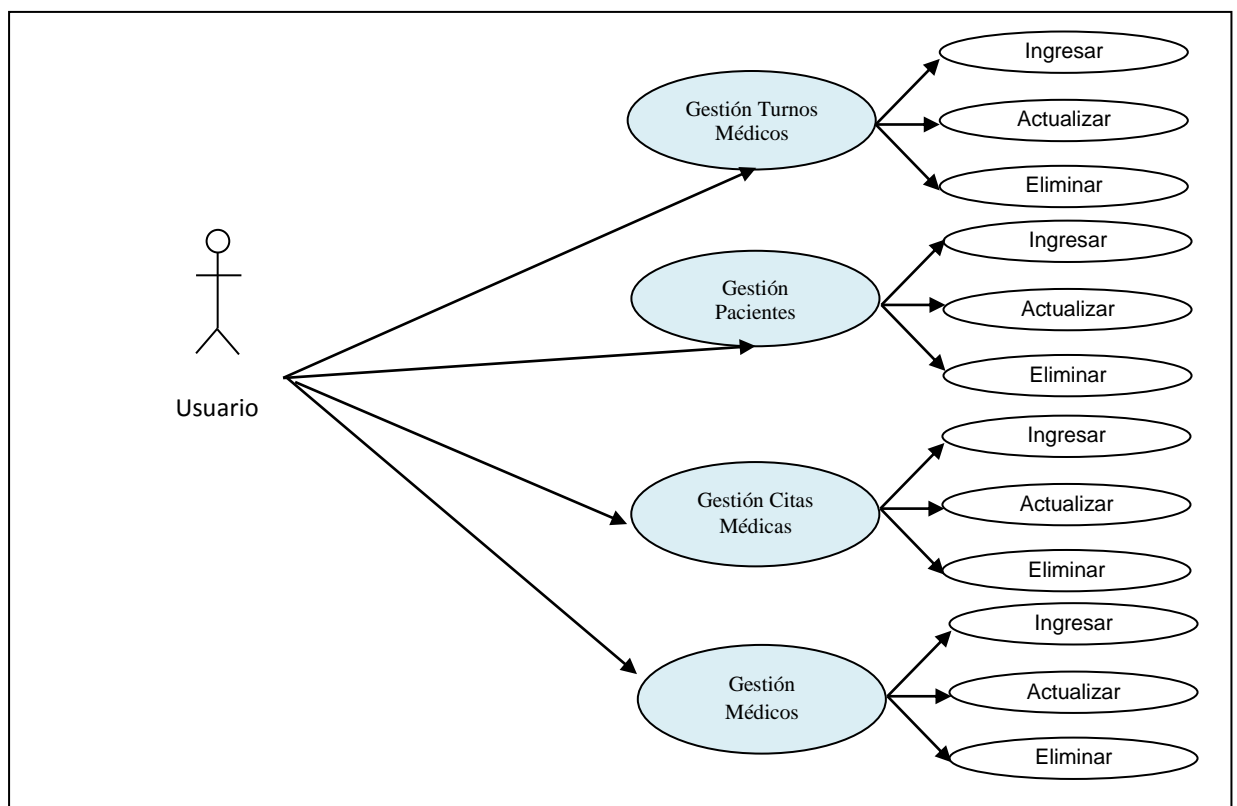 Usuario
Gestión Turnos
Médicos
Ingresar
Actualizar
Eliminar
Gestión
Pacientes
Ingresar
Actualizar
Eliminar
Gestión Citas
Médicas
Ingresar
Actualizar
Eliminar
Gestión
Médicos
Ingresar
Actualizar
Eliminar